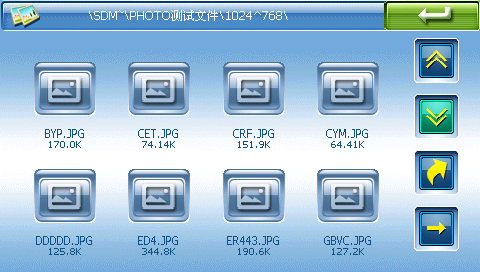 \SDM~\PHOTO测试文件\1024^768\
BYP.JPG CET.JPG CRF.JPG CYM.JPG
170.0K 74.14K 151.9K 64.41K
DDDDD.JPG ED4.JPG ER443.JPG GBVC.JPG
125.8K 344.8K 190.6K 127.2K